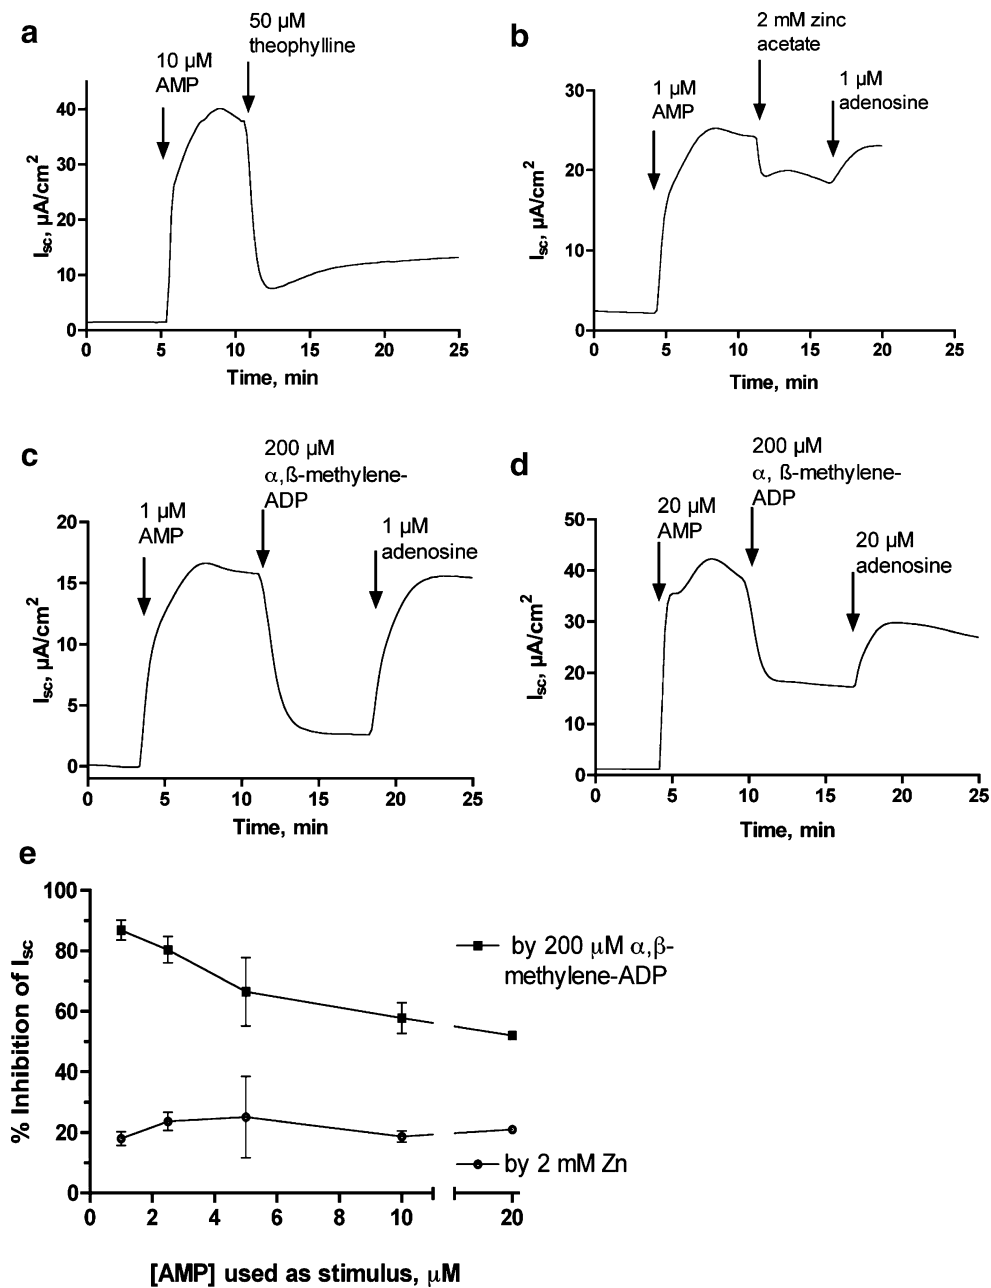 a
50 µM
theophylline
10 µM
AMP
40
30
20
10
0
I_sc, µA/cm²
0 5 10 15 20 25
Time, min
b
2 mM zinc
acetate
1 µM
AMP
1 µM
adenosine
30
20
10
0
I_sc, µA/cm²
0 5 10 15 20 25
Time, min
c
200 µM
α,ß-methylene-
ADP
1 µM
AMP
1 µM
adenosine
20
15
10
5
0
I_sc, µA/cm²
0 5 10 15 20 25
Time, min
d
200 µM
α, ß-methylene-
ADP
20 µM
AMP
20 µM
adenosine
50
40
30
20
10
0
I_sc, µA/cm²
0 5 10 15 20 25
Time, min
e
100
80
60
40
20
0
% Inhibition of I_sc
by 200 µM α,β-
methylene-ADP
by 2 mM Zn
0 2 4 6 8 10 20
[AMP] used as stimulus, µM